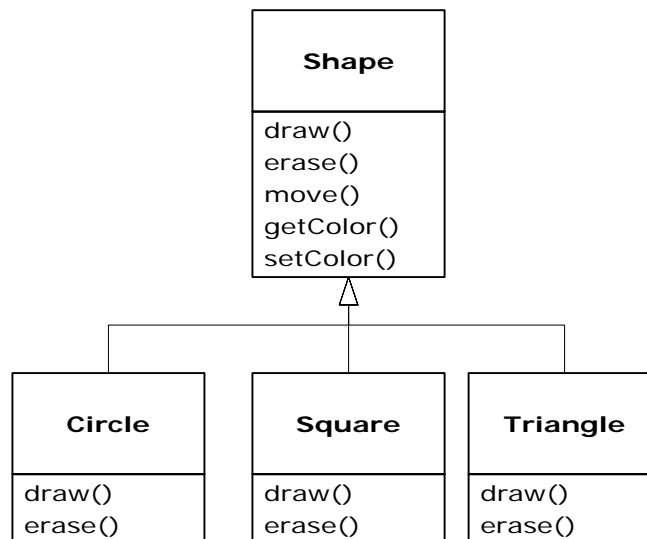 Shape
draw()
erase()
move()
getColor()
setColor()
Circle
draw()
erase()
Square
draw()
erase()
Triangle
draw()
erase()